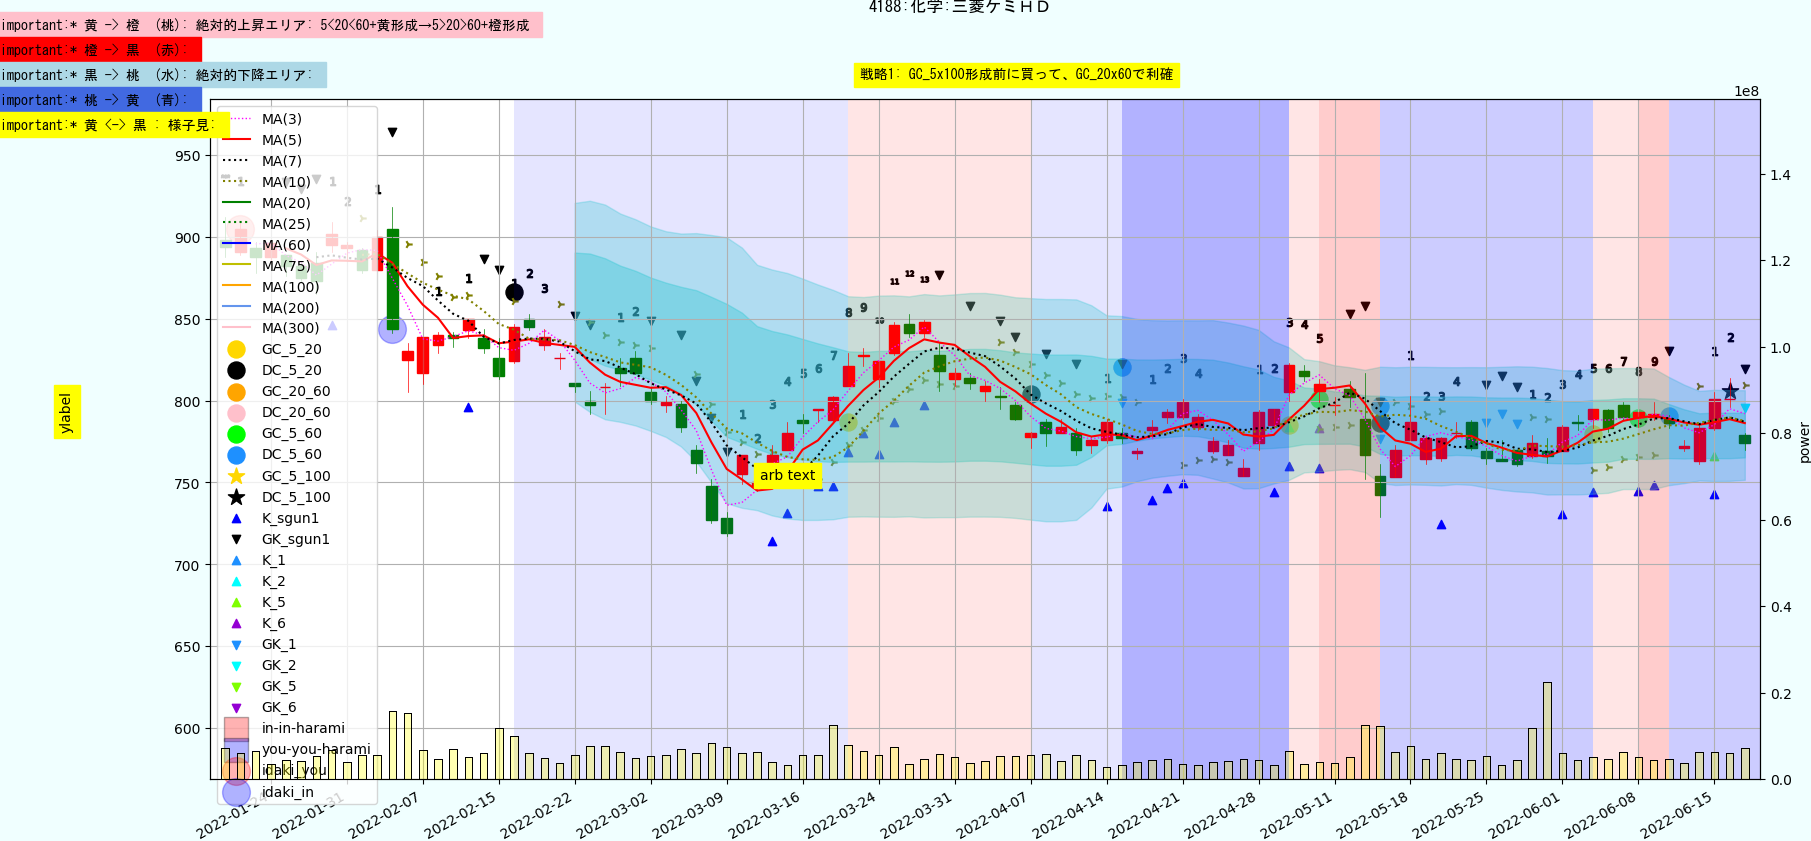 4188:化学:三菱ケミＨＤ
important:* 黄 -> 橙 （桃）: 絶対的上昇エリア: 5<20<60+黄形成→5>20>60+橙形成
important:* 橙 -> 黒 （赤）:
important:* 黒 -> 桃 （水）: 絶対的下降エリア:
戦略1: GC_5x100形成前に買って、GC_20x60で利確
important:* 桃 -> 黄 （青）:
important:* 黄 <-> 黒 : 様子見:
1e8
MA(3)
MA(5)
MA(7)
MA(10)
MA(20)
MA(25)
MA(60)
MA(75)
MA(100)
MA(200)
MA(300)
GC_5_20
DC_5_20
GC_20_60
DC_20_60
GC_5_60
DC_5_60
GC_5_100
DC_5_100
K_sgun1
GK_sgun1
K_1
K_2
K_5
K_6
GK_1
GK_2
GK_5
GK_6
in-in-harami
you-you-harami
idaki_you
idaki_in
950
900
850
800
750
700
650
600
ylabel
arb text
1.4
1.2
1.0
0.8
0.6
0.4
0.2
0.0
power
2022-01-24
2022-01-31
2022-02-07
2022-02-15
2022-02-22
2022-03-02
2022-03-09
2022-03-16
2022-03-24
2022-03-31
2022-04-07
2022-04-14
2022-04-21
2022-04-28
2022-05-11
2022-05-18
2022-05-25
2022-06-01
2022-06-08
2022-06-15